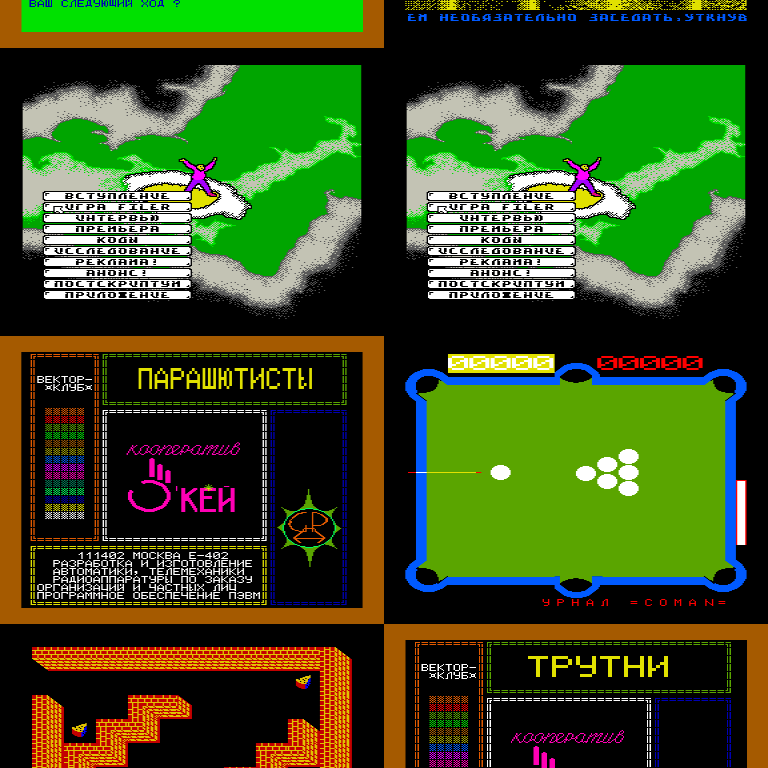 ВАШ СЛЕДУЮЩИЙ ХОД ?
ЕМ НЕОБЯЗАТЕЛЬНО ЗАСЕДАТЬ,УТКНУВ
ВСТУПЛЕНИЕ
ИГРА FILER
ИНТЕРВЬЮ
ПРЕМЬЕРА
КОДЫ
ИССЛЕДОВАНИЕ
РЕКЛАМА!
АНОНС!
ПОСТСКРИПТУМ
ПРИЛОЖЕНИЕ
ВСТУПЛЕНИЕ
ИГРА FILER
ИНТЕРВЬЮ
ПРЕМЬЕРА
КОДЫ
ИССЛЕДОВАНИЕ
РЕКЛАМА!
АНОНС!
ПОСТСКРИПТУМ
ПРИЛОЖЕНИЕ
ВЕКТОР-
¤КЛУБ¤
ПАРАШЮТИСТЫ
кооператив
О'КЕЙ
111402 МОСКВА Е-402
РАЗРАБОТКА И ИЗГОТОВЛЕНИЕ
АВТОМАТИКИ, ТЕЛЕМЕХАНИКИ
РАДИОАППАРАТУРЫ ПО ЗАКАЗУ
ОРГАНИЗАЦИЙ И ЧАСТНЫХ ЛИЦ
ПРОГРАММНОЕ ОБЕСПЕЧЕНИЕ ПЭВМ
00000 00000
УРНАЛ =COMAN=
ВЕКТОР-
¤КЛУБ¤
ТРУТНИ
кооператив